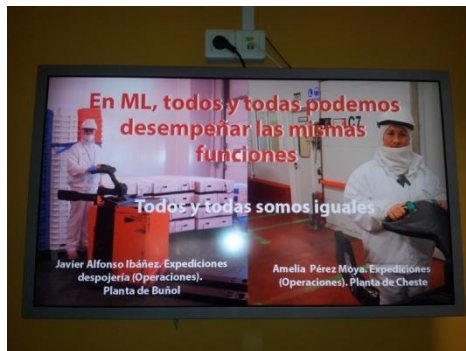 En ML, todos y todas podemos
desempeñar las mismas
funciones
Todos y todas somos iguales
Javier Alfonso Ibáñez. Expediciones
despojería (Operaciones).
Planta de Buñol
Amelia Pérez Moya. Expediciones
(Operaciones). Planta de Cheste